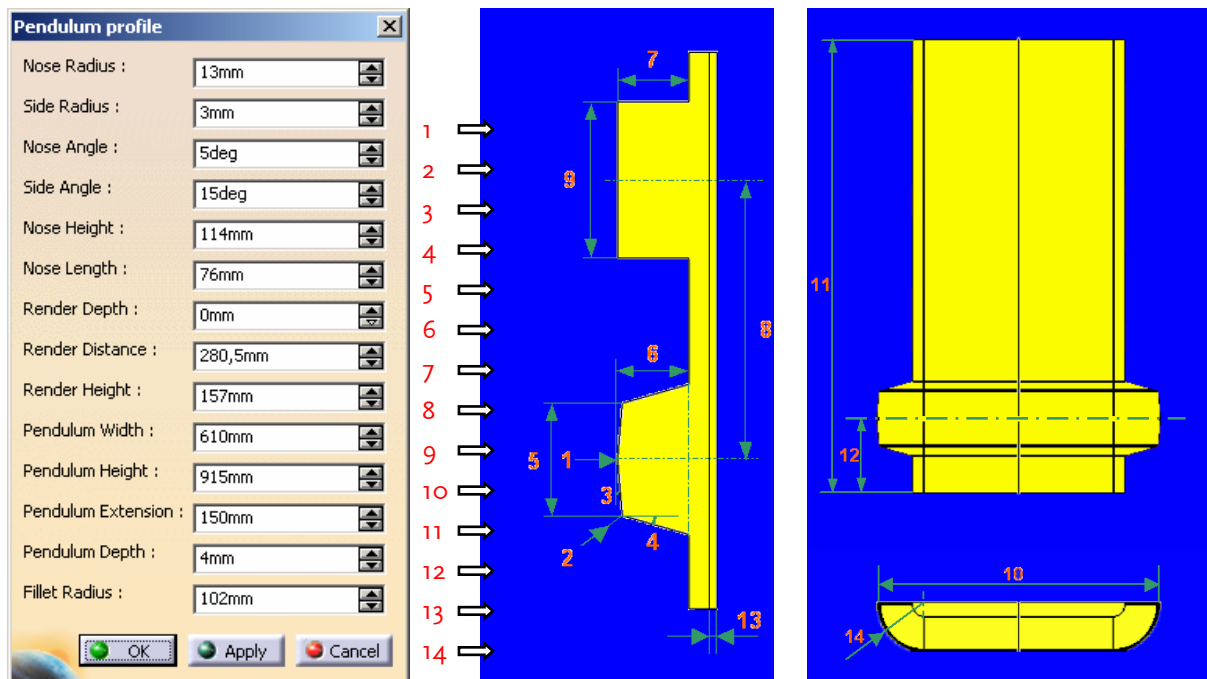 Pendulum profile
Nose Radius : 13mm
Side Radius : 3mm
Nose Angle : 5deg
Side Angle : 15deg
Nose Height : 114mm
Nose Length : 76mm
Render Depth : 0mm
Render Distance : 280,5mm
Render Height : 157mm
Pendulum Width : 610mm
Pendulum Height : 915mm
Pendulum Extension : 150mm
Pendulum Depth : 4mm
Fillet Radius : 102mm
OK Apply Cancel
1
2
3
4
5
6
7
8
9
10
11
12
13
14
7
9
8
6
5
1
3
2
4
13
11
12
10
14